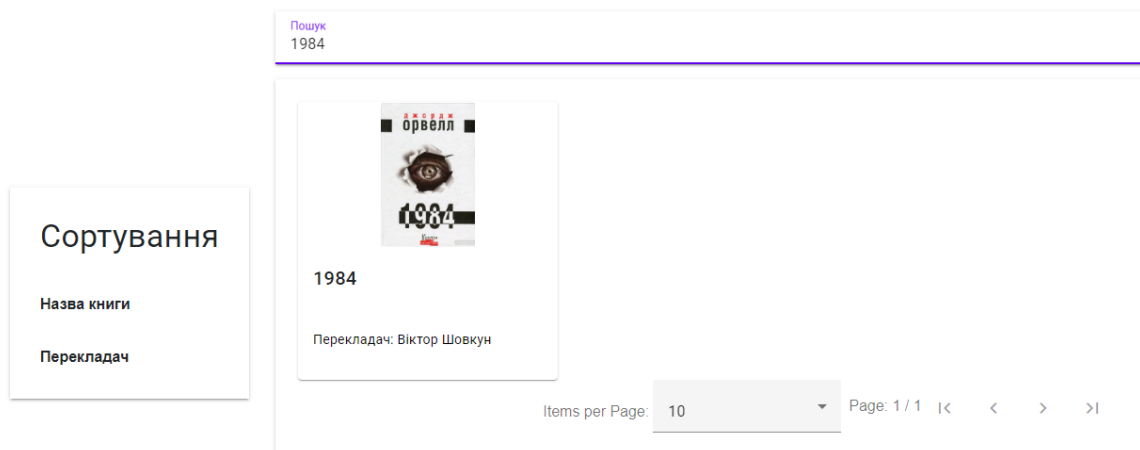 Пошук
1984
джордж
орвелл
1984
1984
Перекладач: Віктор Шовкун
Сортування
Назва книги
Перекладач
Items per Page: 10 Page: 1 / 1